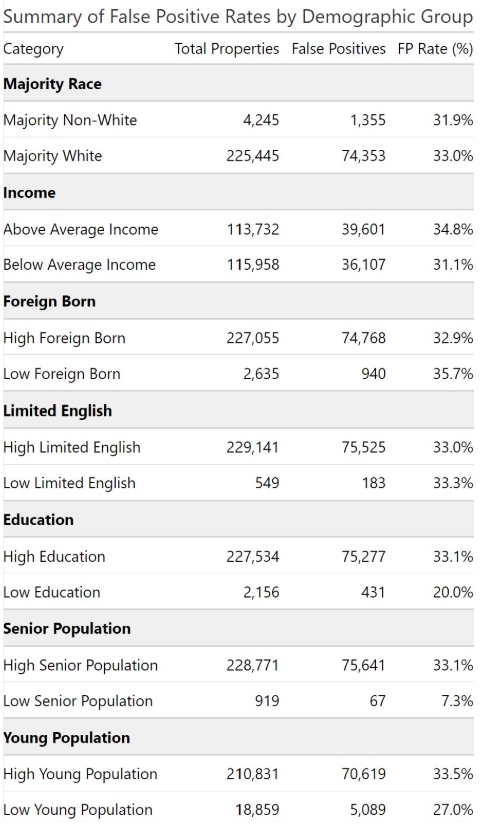 Summary of False Positive Rates by Demographic Group
Category Total Properties False Positives FP Rate (%)
Majority Race
Majority Non-White 4,245 1,355 31.9%
Majority White 225,445 74,353 33.0%
Income
Above Average Income 113,732 39,601 34.8%
Below Average Income 115,958 36,107 31.1%
Foreign Born
High Foreign Born 227,055 74,768 32.9%
Low Foreign Born 2,635 940 35.7%
Limited English
High Limited English 229,141 75,525 33.0%
Low Limited English 549 183 33.3%
Education
High Education 227,534 75,277 33.1%
Low Education 2,156 431 20.0%
Senior Population
High Senior Population 228,771 75,641 33.1%
Low Senior Population 919 67 7.3%
Young Population
High Young Population 210,831 70,619 33.5%
Low Young Population 18,859 5,089 27.0%